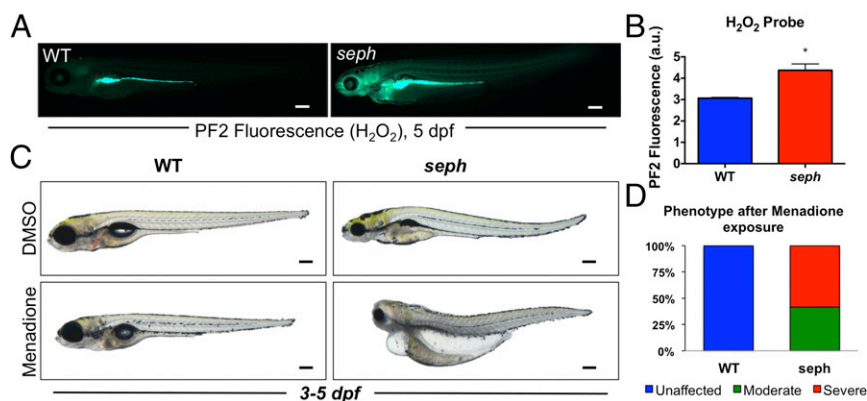 A
WT
seph
PF2 Fluorescence (H2O2), 5 dpf
B
H2O2 Probe
PF2 Fluorescence (a.u.)
5
4
3
2
1
0
*
WT
seph
C
WT
seph
DMSO
Menadione
3-5 dpf
D
Phenotype after Menadione
exposure
100%
75%
50%
25%
0%
WT
seph
Unaffected Moderate Severe